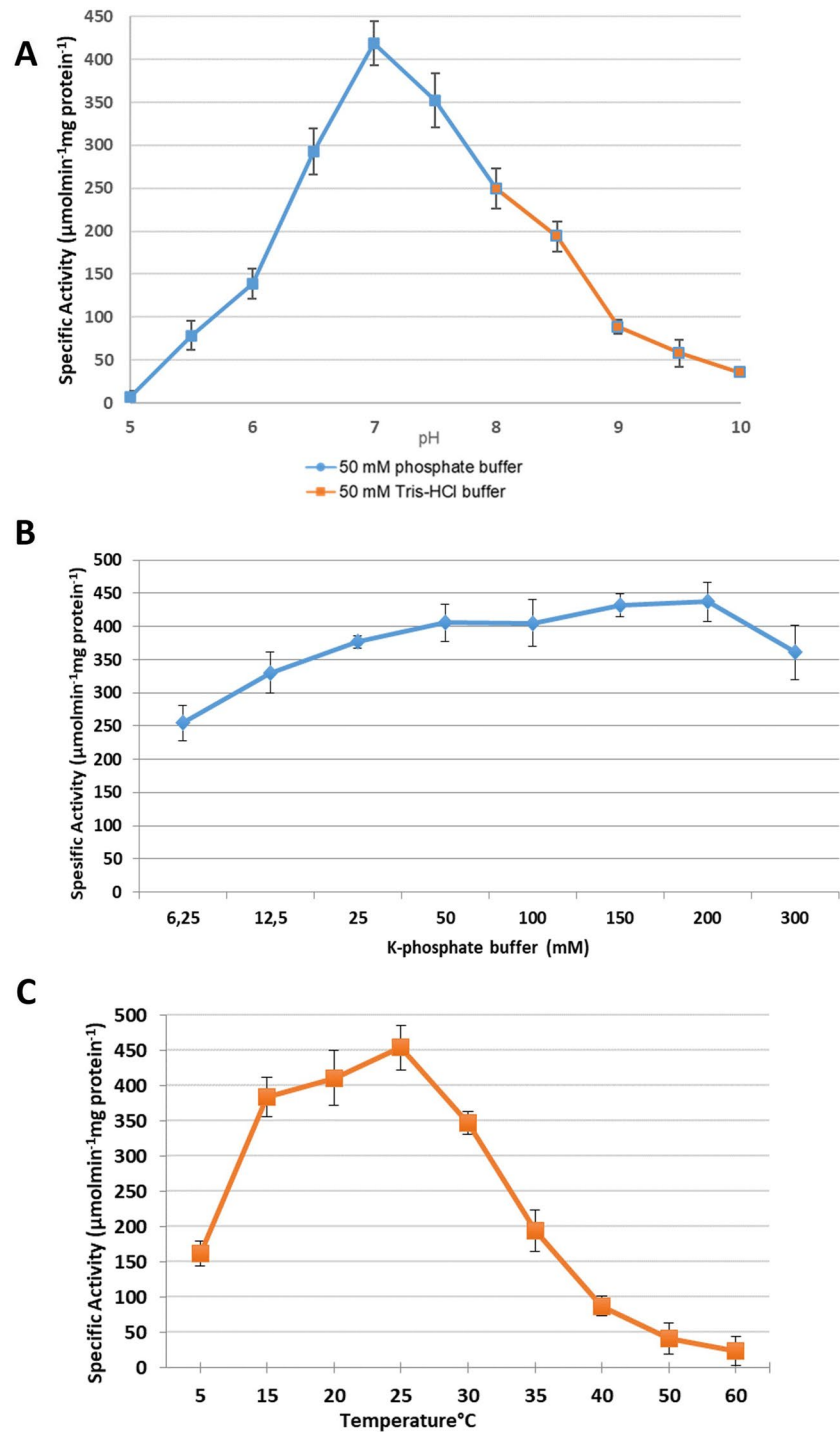 A
Specific Activity (µmolmin⁻¹mg protein⁻¹)
450
400
350
300
250
200
150
100
50
0
5 6 7 8 9 10
pH
50 mM phosphate buffer
50 mM Tris-HCl buffer
B
Spesific Activity (µmolmin⁻¹mg protein⁻¹)
500
450
400
350
300
250
200
150
100
50
0
6,25 12,5 25 50 100 150 200 300
K-phosphate buffer (mM)
C
Specific Activity (µmolmin⁻¹mg protein⁻¹)
500
450
400
350
300
250
200
150
100
50
0
5 15 20 25 30 35 40 50 60
Temperature°C